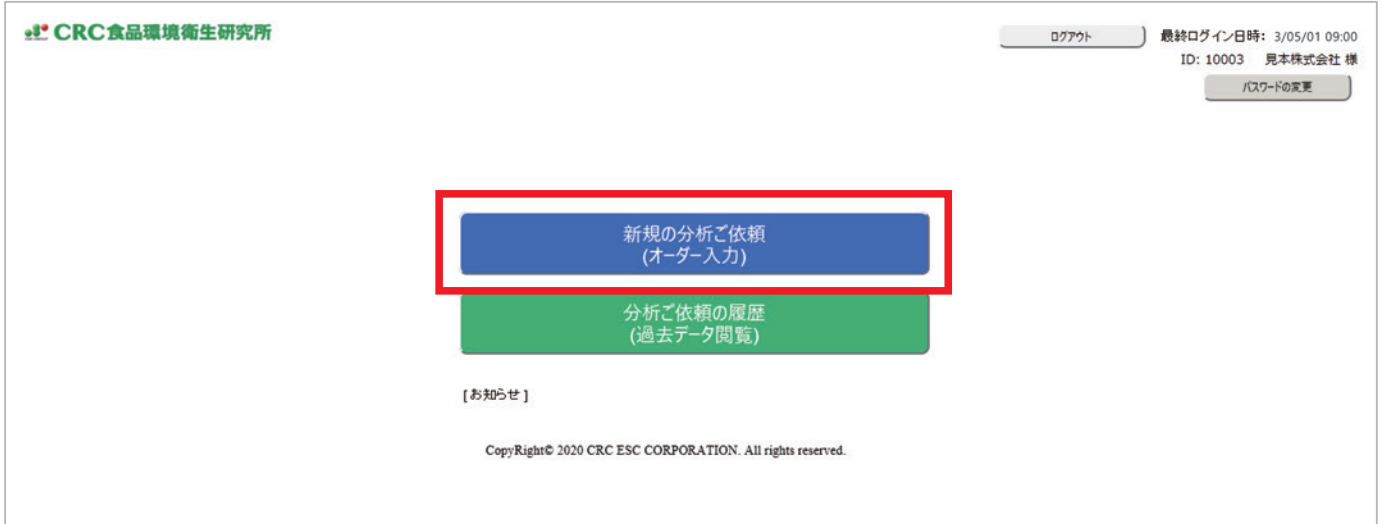 CRC食品環境衛生研究所
ログアウト
最終ログイン日時: 3/05/01 09:00
ID: 10003 見本株式会社 様
パスワードの変更
新規の分析ご依頼
(オーダー入力)
分析ご依頼の履歴
(過去データ閲覧)
[お知らせ]
CopyRight© 2020 CRC ESC CORPORATION. All rights reserved.